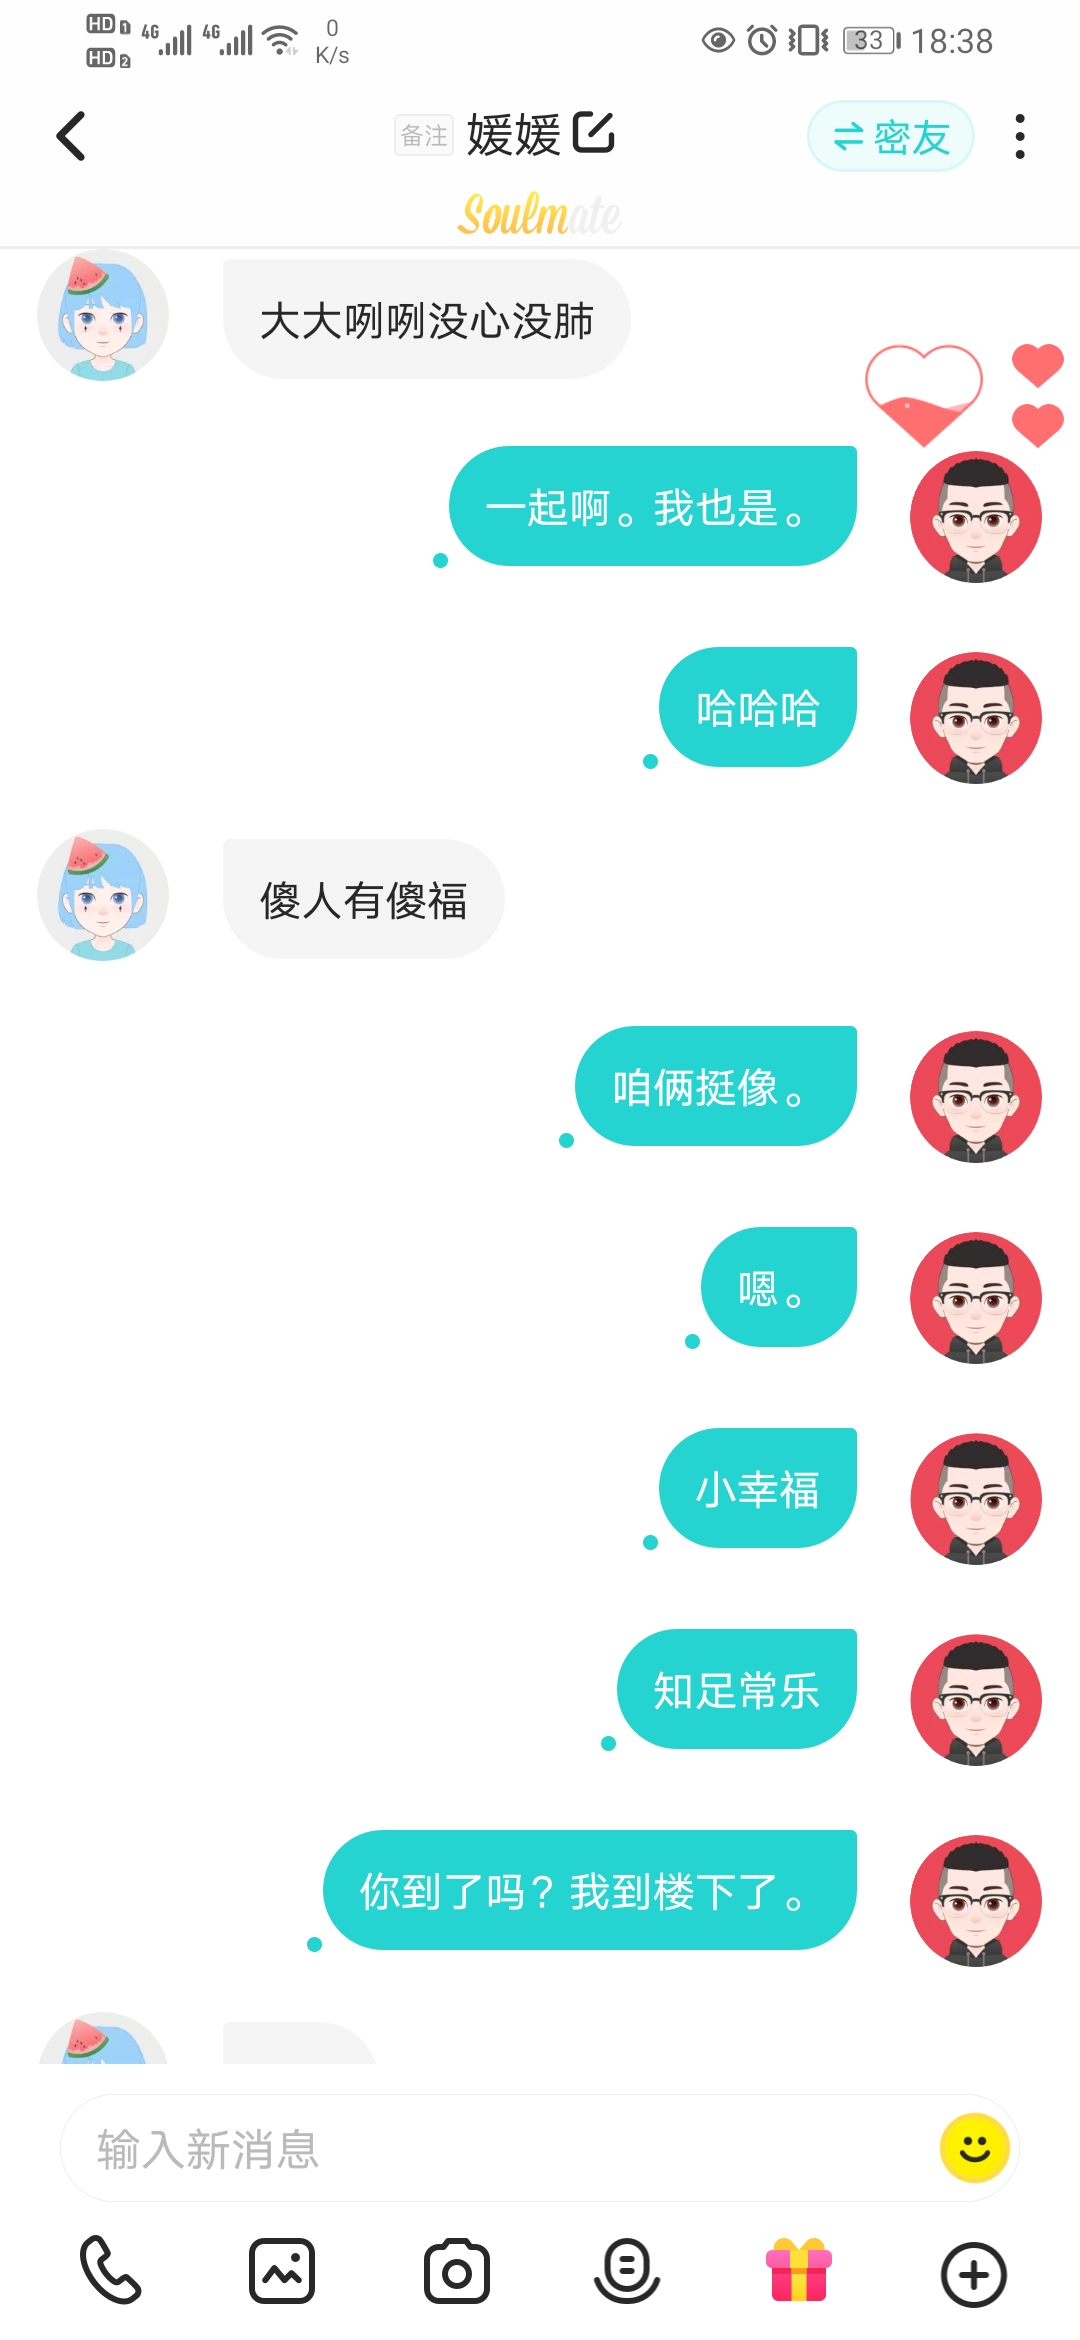 HD 1 4G 4G 0 33 18:38
HD 2 K/s
备注 媛媛 密友
Soulmate
大大咧咧没心没肺
一起啊。我也是。
哈哈哈
傻人有傻福
咱俩挺像。
嗯。
小幸福
知足常乐
你到了吗？我到楼下了。
输入新消息